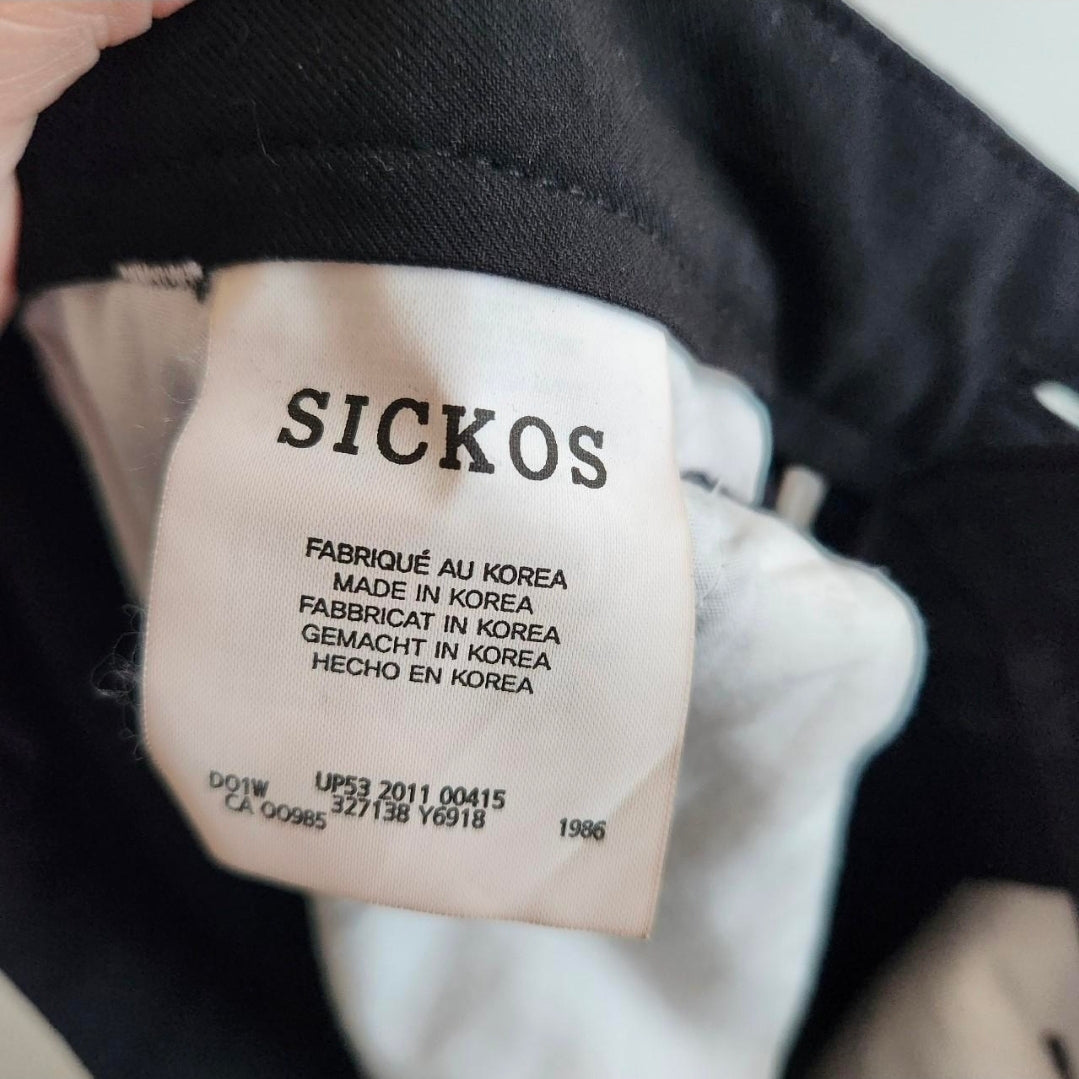 SICKOS
FABRIQUÉ AU KOREA
MADE IN KOREA
FABBRICAT IN KOREA
GEMACHT IN KOREA
HECHO EN KOREA
D01W UP53 2011 00415
CA 00985 327138 Y6918 1986